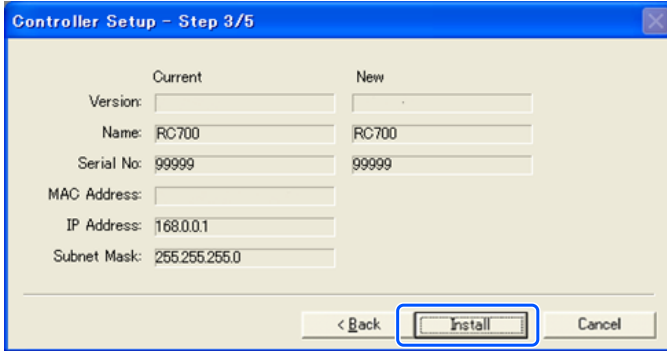 Controller Setup - Step 3/5
Current New
Version:
Name: RC700 RC700
Serial No: 99999 99999
MAC Address:
IP Address: 168.0.0.1
Subnet Mask: 255.255.255.0
< Back Install Cancel